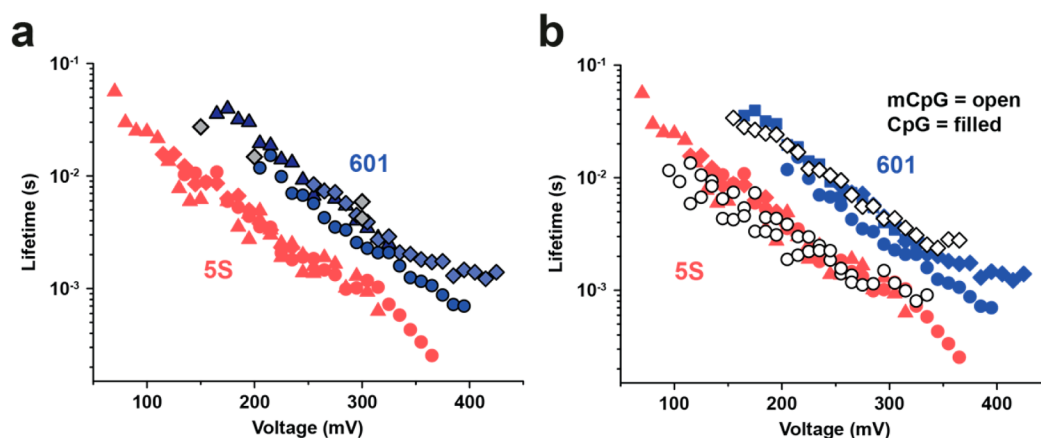 a
10⁻¹
10⁻²
10⁻³
Lifetime (s)
601
5S
100
200
300
400
Voltage (mV)
b
10⁻¹
10⁻²
10⁻³
Lifetime (s)
mCpG = open
CpG = filled
601
5S
100
200
300
400
Voltage (mV)